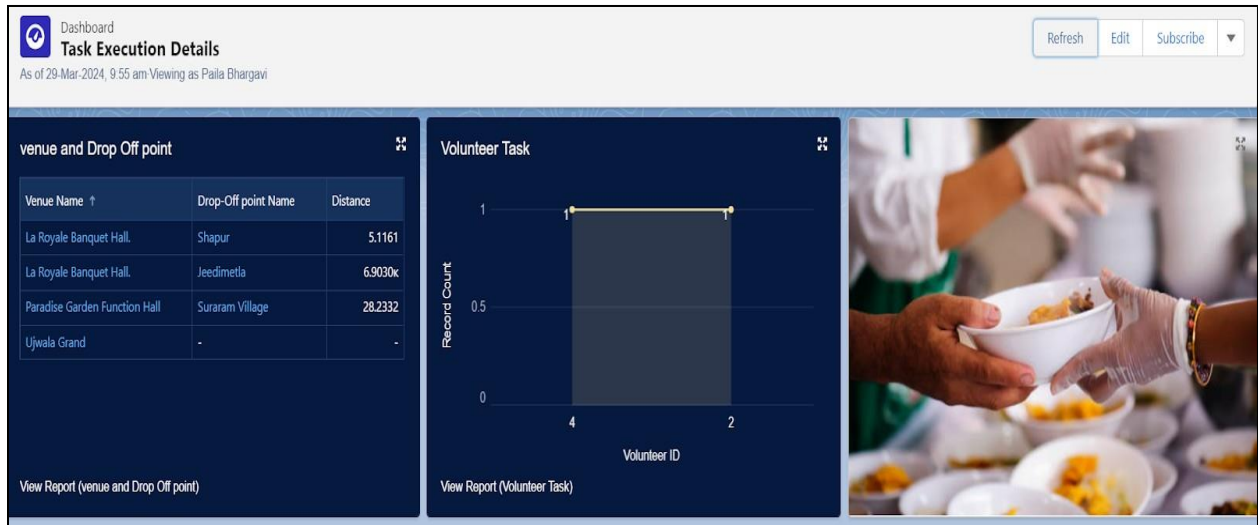 Dashboard
Task Execution Details
As of 29-Mar-2024, 9:55 am·Viewing as Paila Bhargavi
Refresh Edit Subscribe ▼
venue and Drop Off point
Venue Name ↑ Drop-Off point Name Distance
La Royale Banquet Hall. Shapur 5.1161
La Royale Banquet Hall. Jeedimetla 6.9030к
Paradise Garden Function Hall Suraram Village 28.2332
Ujwala Grand - -
View Report (venue and Drop Off point)
Volunteer Task
Record Count
1
0.5
0
1 1
4 2
Volunteer ID
View Report (Volunteer Task)